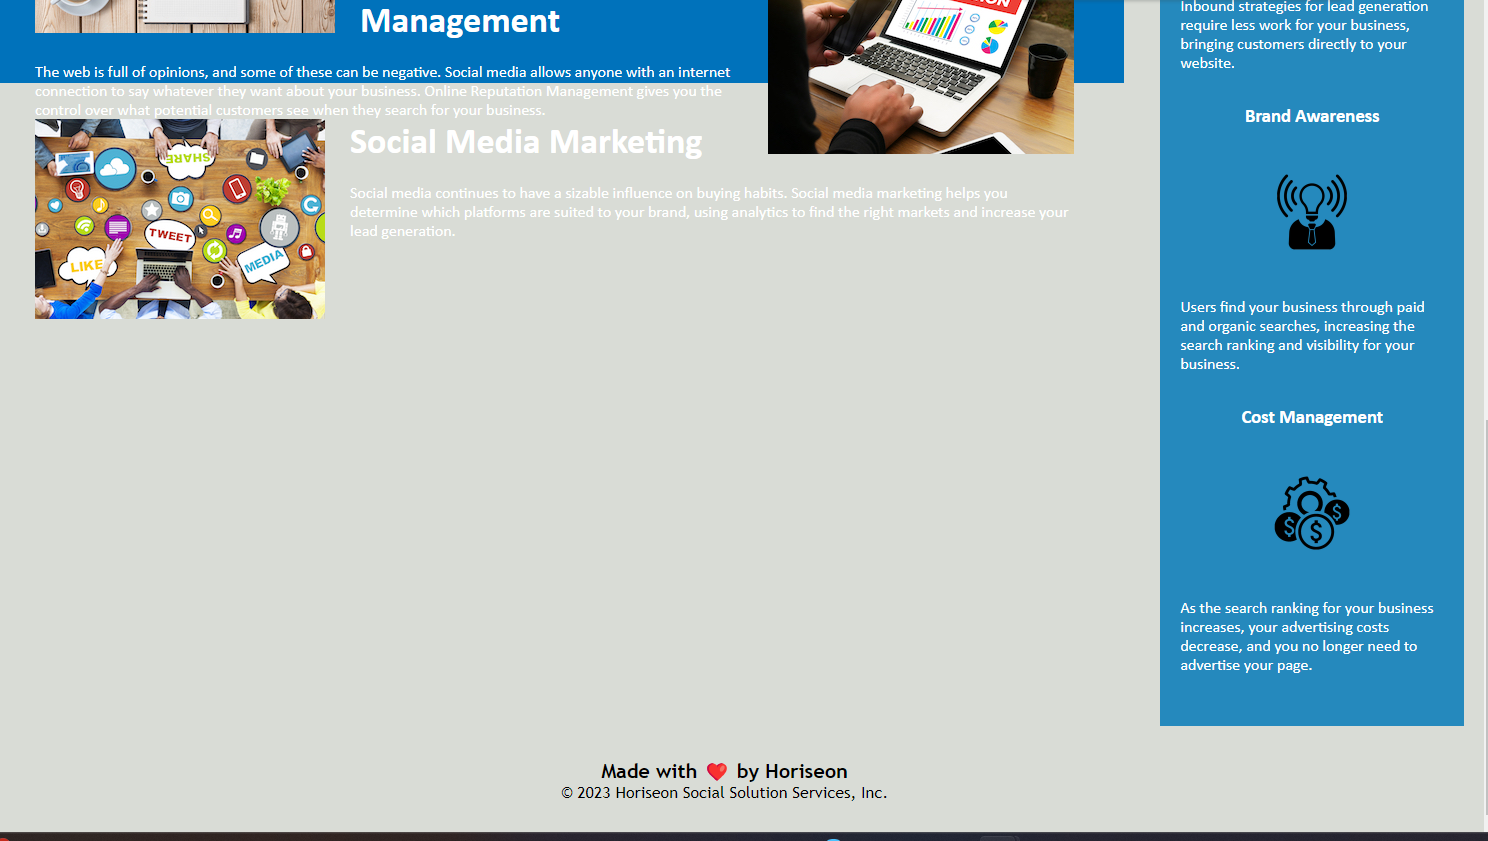 Management
The web is full of opinions, and some of these can be negative. Social media allows anyone with an internet
connection to say whatever they want about your business. Online Reputation Management gives you the
control over what potential customers see when they search for your business.
SHARE
TWEET
LIKE
MEDIA
Social Media Marketing
Social media continues to have a sizable influence on buying habits. Social media marketing helps you
determine which platforms are suited to your brand, using analytics to find the right markets and increase your
lead generation.
Inbound strategies for lead generation
require less work for your business,
bringing customers directly to your
website.
Brand Awareness
Users find your business through paid
and organic searches, increasing the
search ranking and visibility for your
business.
Cost Management
$ $ $
As the search ranking for your business
increases, your advertising costs
decrease, and you no longer need to
advertise your page.
Made with ❤️ by Horiseon
© 2023 Horiseon Social Solution Services, Inc.